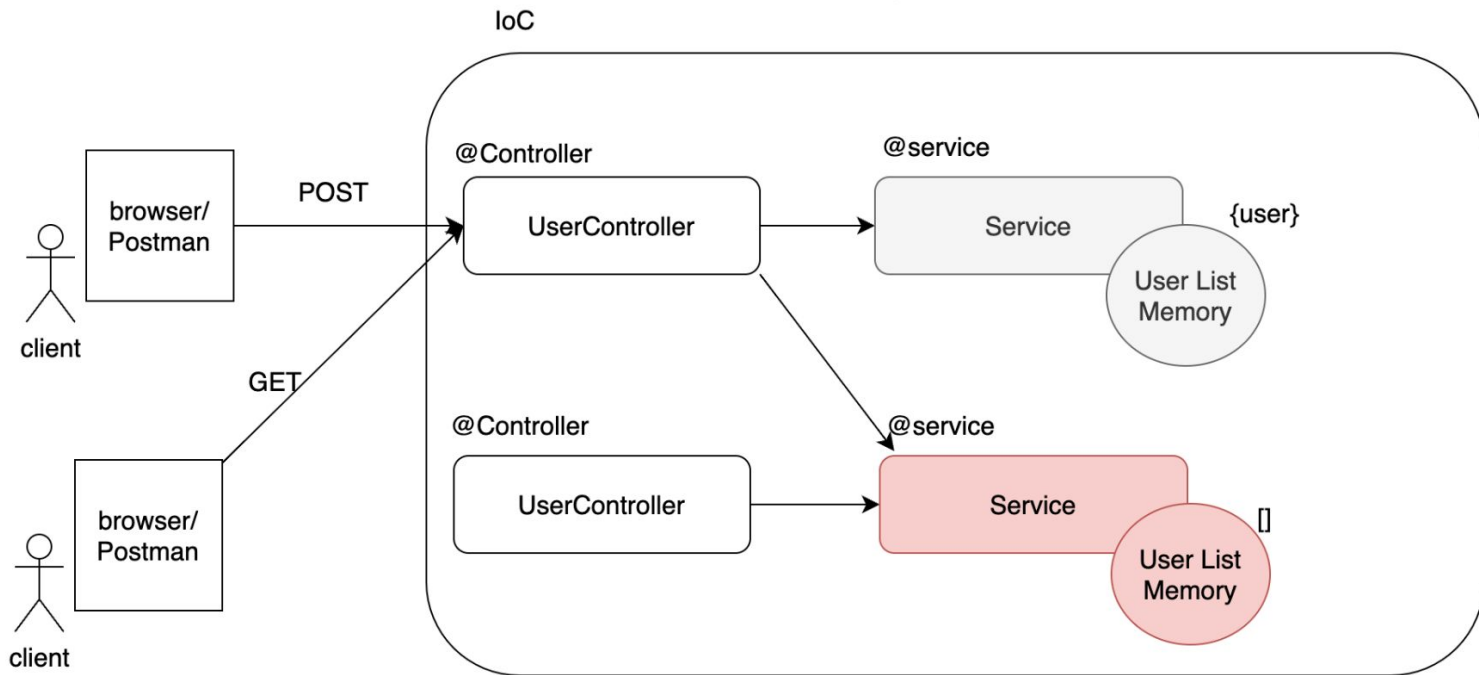 IoC
@Controller
@service
POST
browser/
Postman
UserController
Service
{user}
User List
Memory
client
GET
@Controller
@service
browser/
Postman
UserController
Service
[]
User List
Memory
client